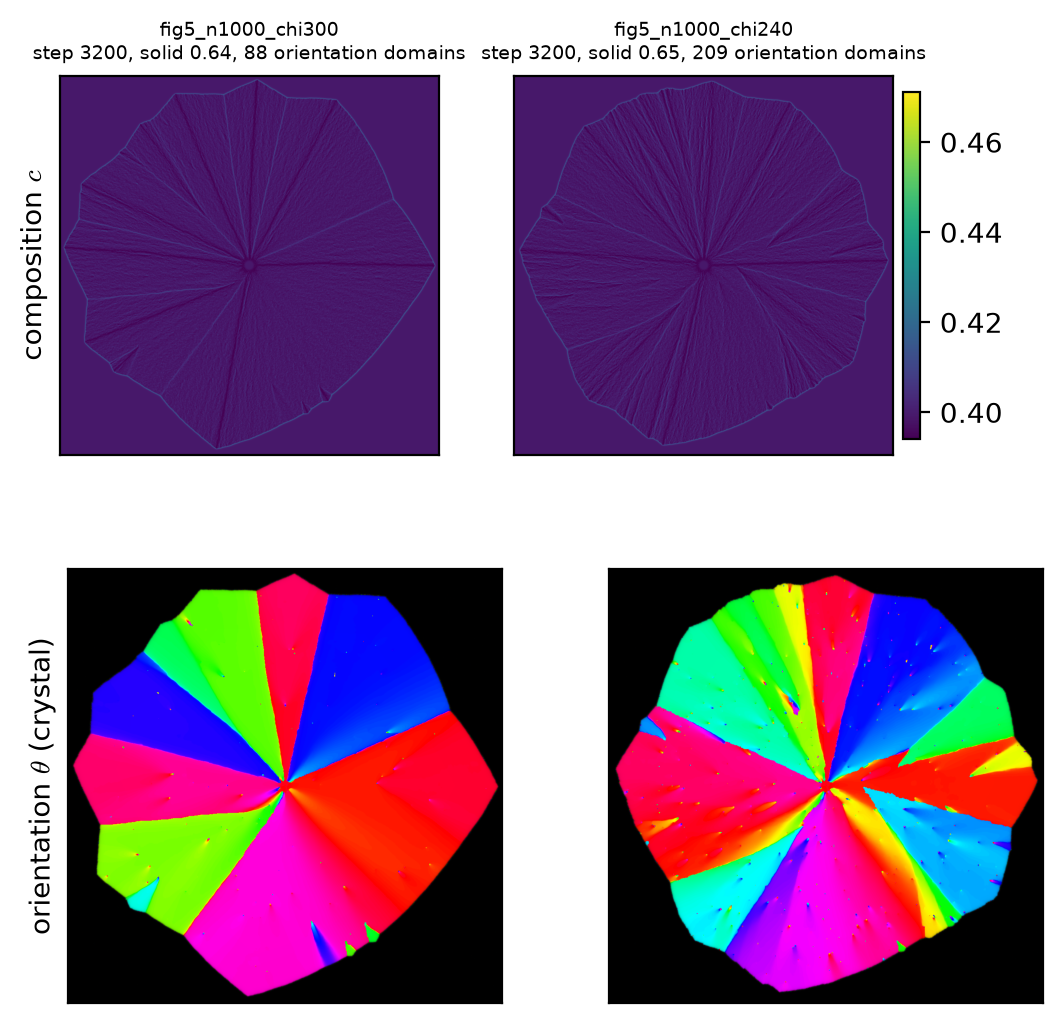 fig5_n1000_chi300
step 3200, solid 0.64, 88 orientation domains
fig5_n1000_chi240
step 3200, solid 0.65, 209 orientation domains
composition c
0.46
0.44
0.42
0.40
orientation θ (crystal)